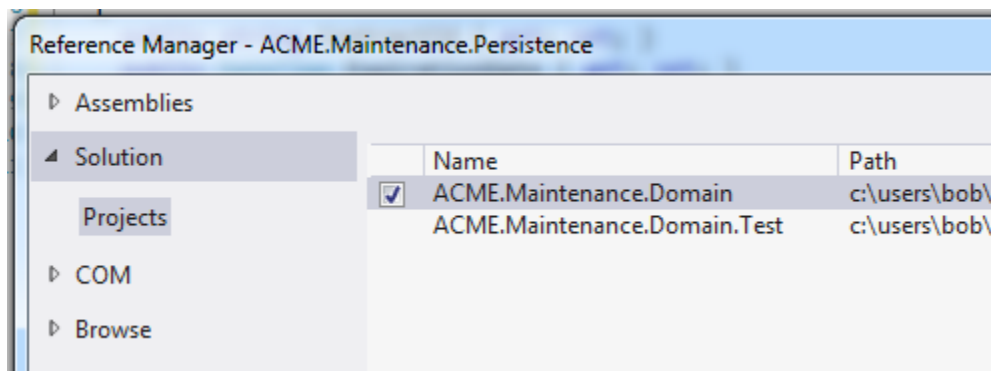 Reference Manager - ACME.Maintenance.Persistence
Assemblies
Solution
Projects
COM
Browse
Name Path
ACME.Maintenance.Domain c:\users\bob\
ACME.Maintenance.Domain.Test c:\users\bob\